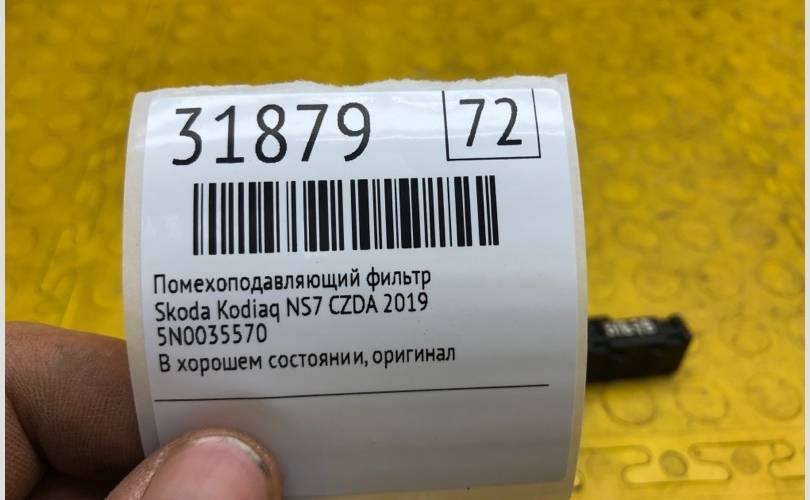 31879 72
Помехоподавляющий фильтр
Skoda Kodiaq NS7 CZDA 2019
5N0035570
В хорошем состоянии, оригинал